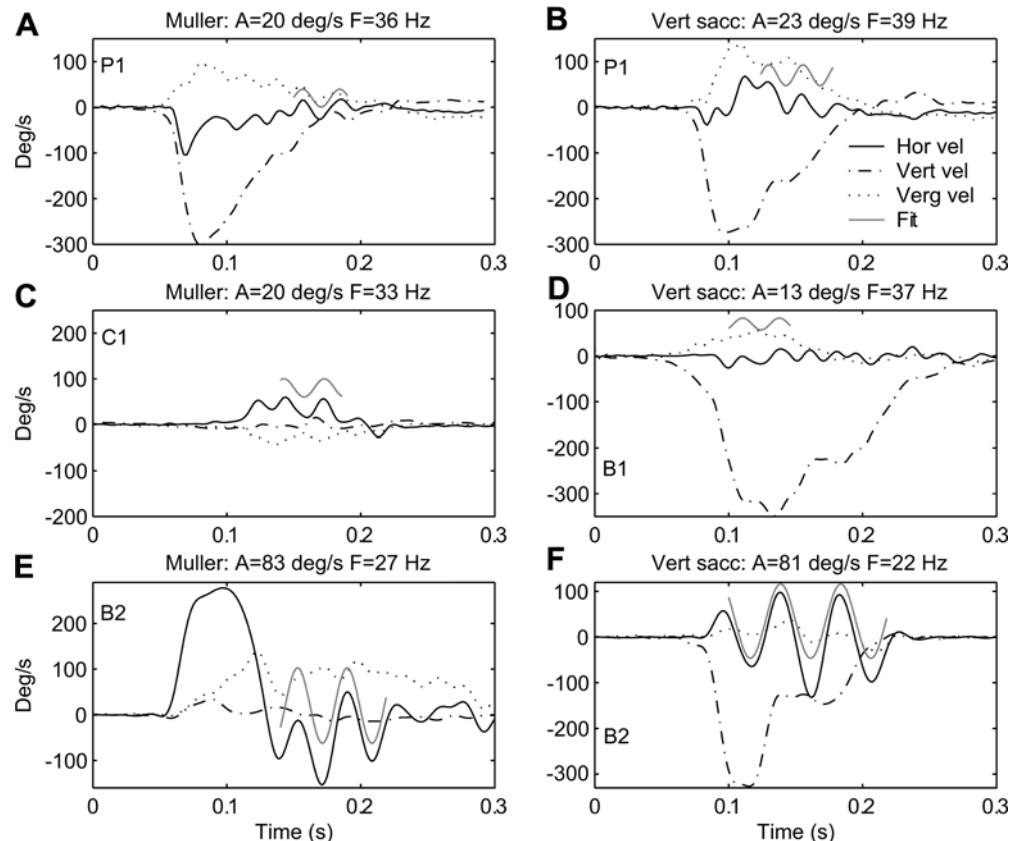 A
Muller: A=20 deg/s F=36 Hz
P1
100
0
-100
-200
-300
Deg/s
0
0.1
0.2
0.3
B
Vert sacc: A=23 deg/s F=39 Hz
P1
100
0
-100
-200
-300
Hor vel
Vert vel
Verg vel
Fit
0
0.1
0.2
0.3
C
Muller: A=20 deg/s F=33 Hz
C1
200
100
0
-100
-200
Deg/s
0
0.1
0.2
0.3
D
Vert sacc: A=13 deg/s F=37 Hz
B1
100
0
-100
-200
-300
0
0.1
0.2
0.3
E
Muller: A=83 deg/s F=27 Hz
B2
200
100
0
-100
Deg/s
0
0.1
0.2
0.3
Time (s)
F
Vert sacc: A=81 deg/s F=22 Hz
B2
100
0
-100
-200
-300
0
0.1
0.2
0.3
Time (s)